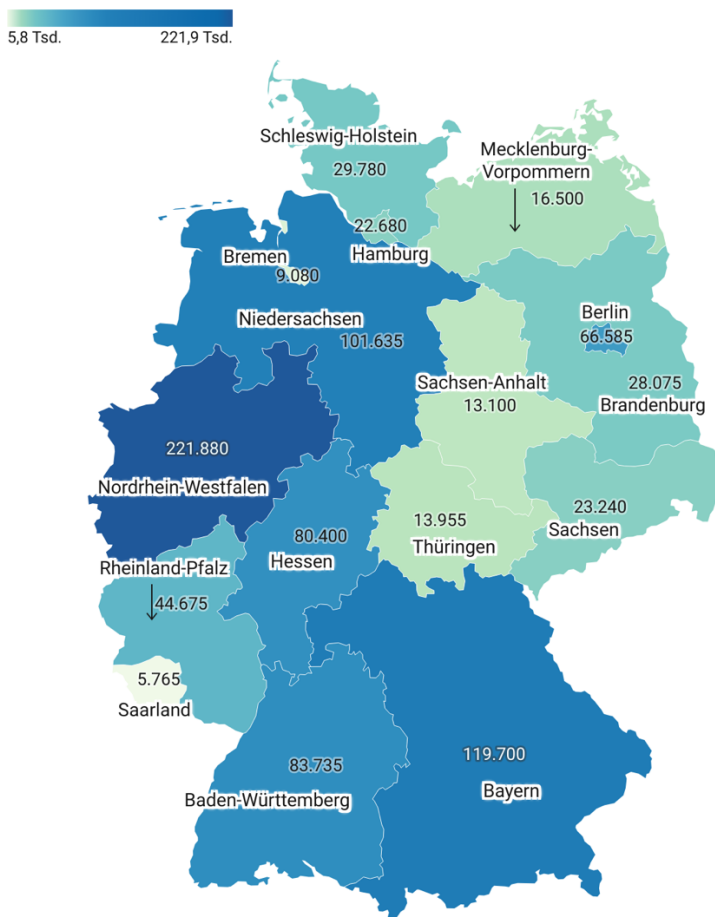 5,8 Tsd.
221,9 Tsd.
Schleswig-Holstein
29.780
Mecklenburg-
Vorpommern
16.500
22.680
Hamburg
Bremen
9.080
Niedersachsen
101.635
Berlin
66.585
Sachsen-Anhalt
13.100
28.075
Brandenburg
221.880
Nordrhein-Westfalen
80.400
Hessen
13.955
Thüringen
23.240
Sachsen
Rheinland-Pfalz
44.675
5.765
Saarland
83.735
Baden-Württemberg
119.700
Bayern